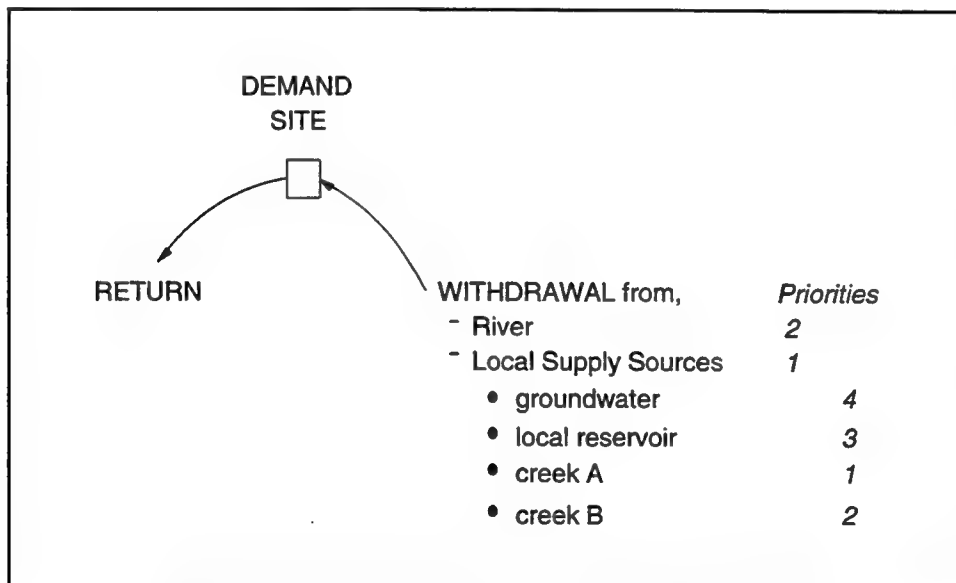 DEMAND
SITE
RETURN
WITHDRAWAL from, Priorities
- River 2
- Local Supply Sources 1
• groundwater 4
• local reservoir 3
• creek A 1
• creek B 2